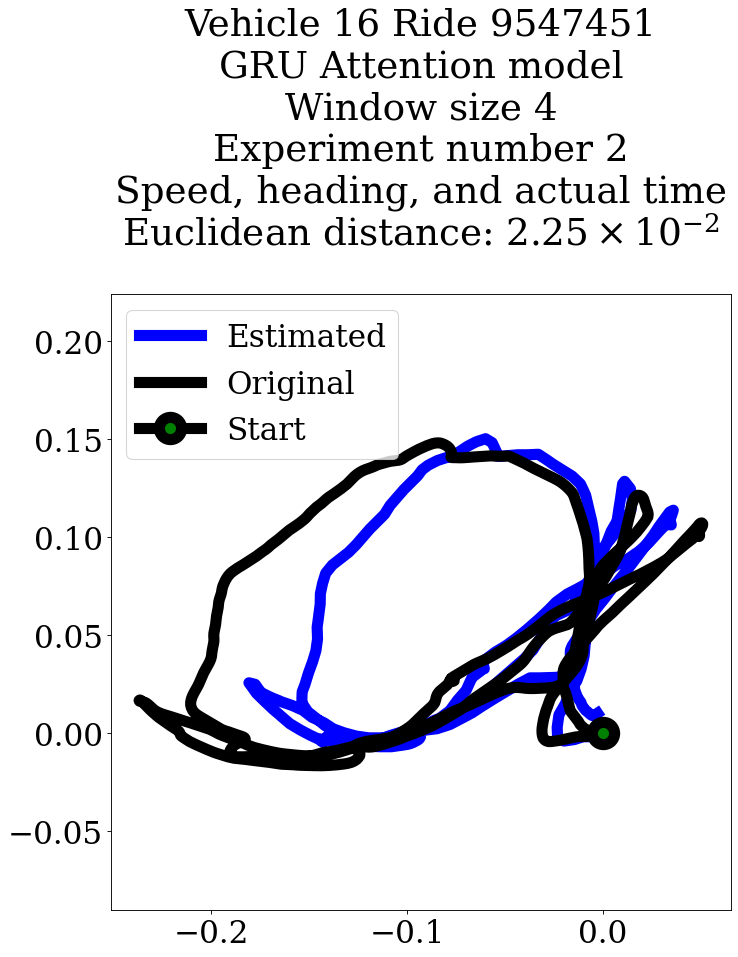 Vehicle 16 Ride 9547451
GRU Attention model
Window size 4
Experiment number 2
Speed, heading, and actual time
Euclidean distance: 2.25 × 10⁻²
Estimated
Original
Start
0.20
0.15
0.10
0.05
0.00
−0.05
−0.2
−0.1
0.0